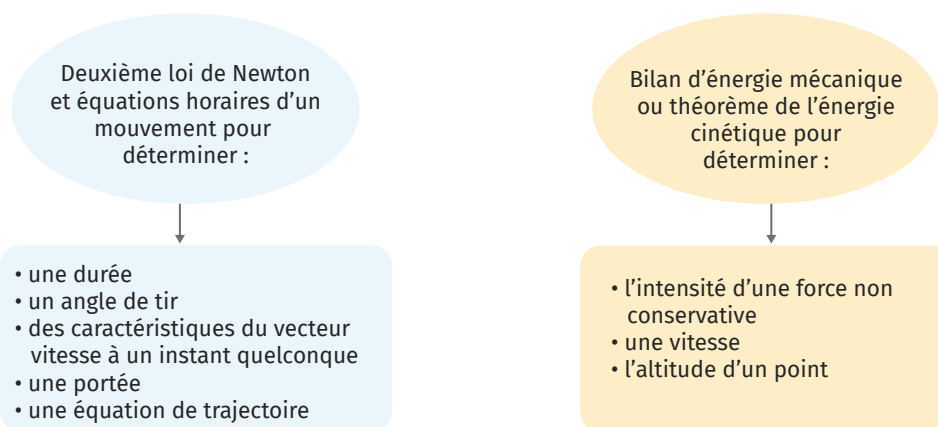 Deuxième loi de Newton
et équations horaires d'un
mouvement pour
déterminer :
• une durée
• un angle de tir
• des caractéristiques du vecteur
vitesse à un instant quelconque
• une portée
• une équation de trajectoire
Bilan d'énergie mécanique
ou théorème de l'énergie
cinétique pour
déterminer :
• l'intensité d'une force non
conservative
• une vitesse
• l'altitude d'un point